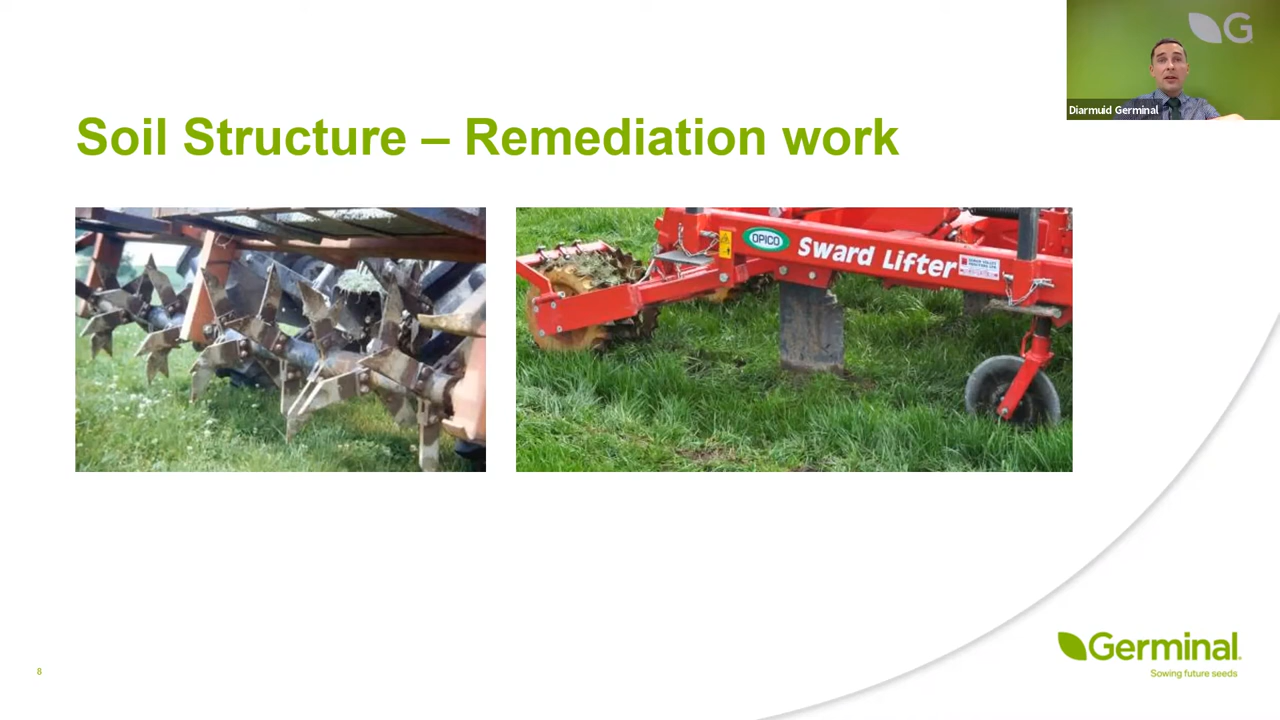 G
Diarmuid Germinal
Soil Structure – Remediation work
OPICO
Sward Lifter
8
Germinal
Sowing future seeds